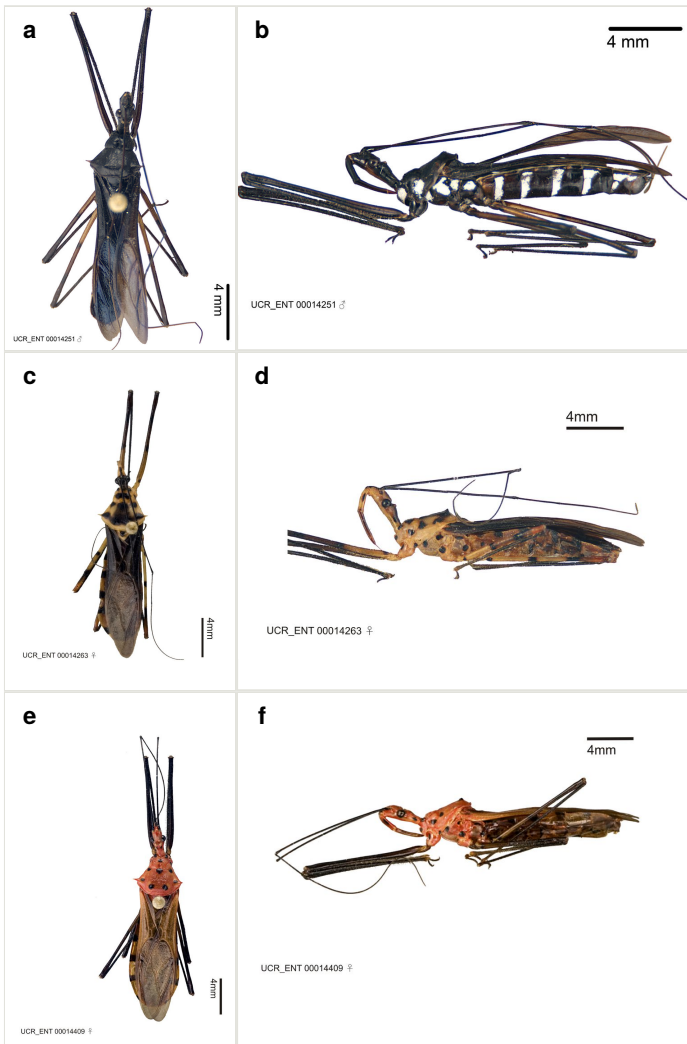 a
b
4 mm
4 mm
UCR_ENT 00014251 ♂
UCR_ENT 00014251 ♂
c
d
4mm
4mm
UCR_ENT 00014263 ♀
UCR_ENT 00014263 ♀
e
f
4mm
4mm
UCR_ENT 00014409 ♀
UCR_ENT 00014409 ♀